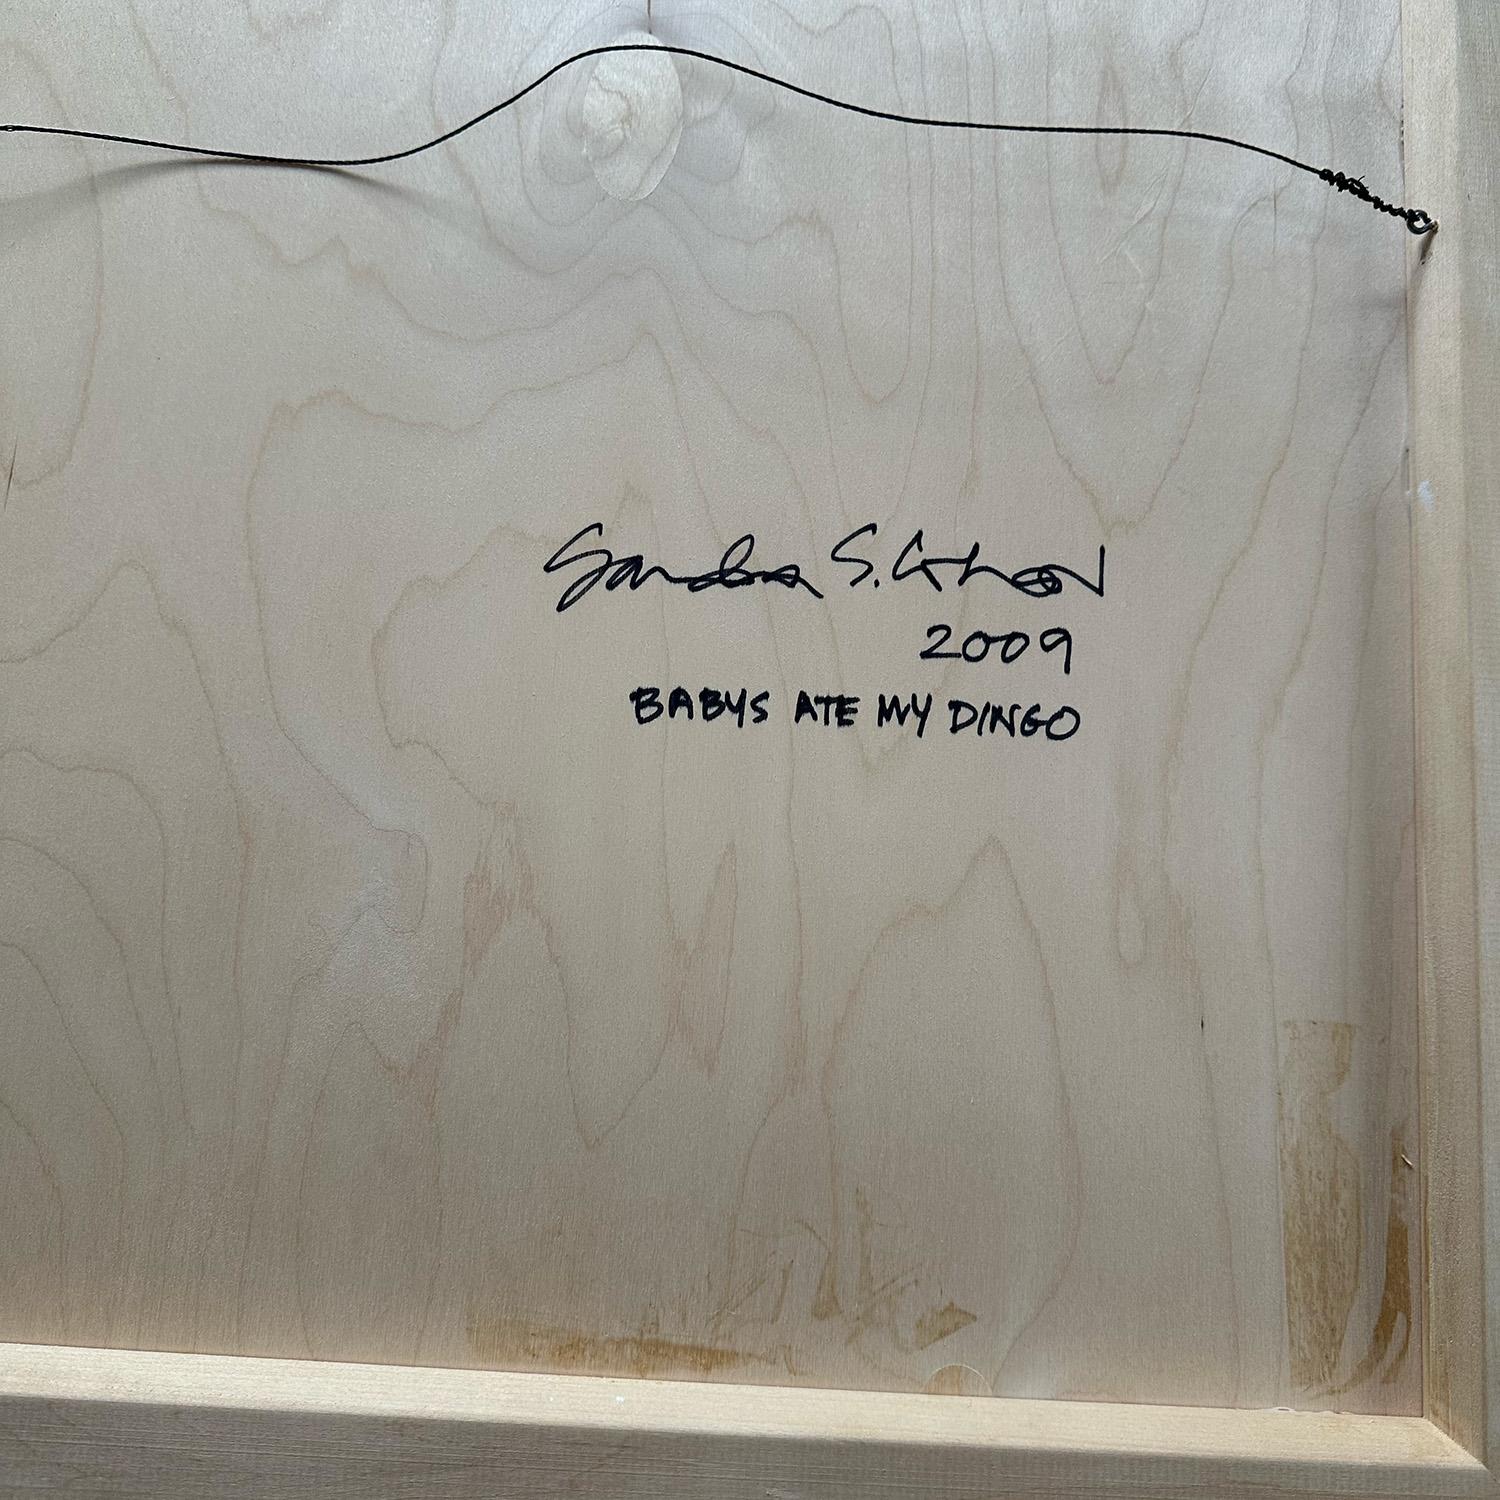 Sandra S.
2009
BABYS ATE MY DINGO